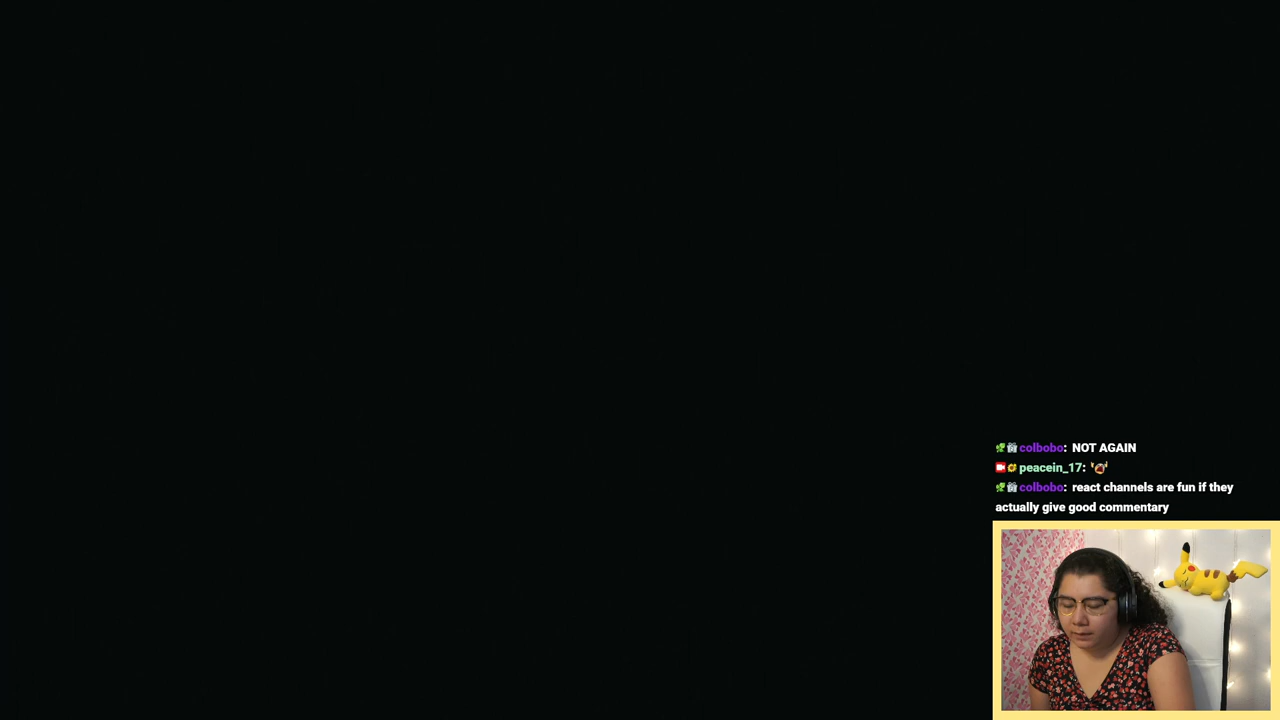 colbobo: NOT AGAIN
peacein_17:
colbobo: react channels are fun if they
actually give good commentary